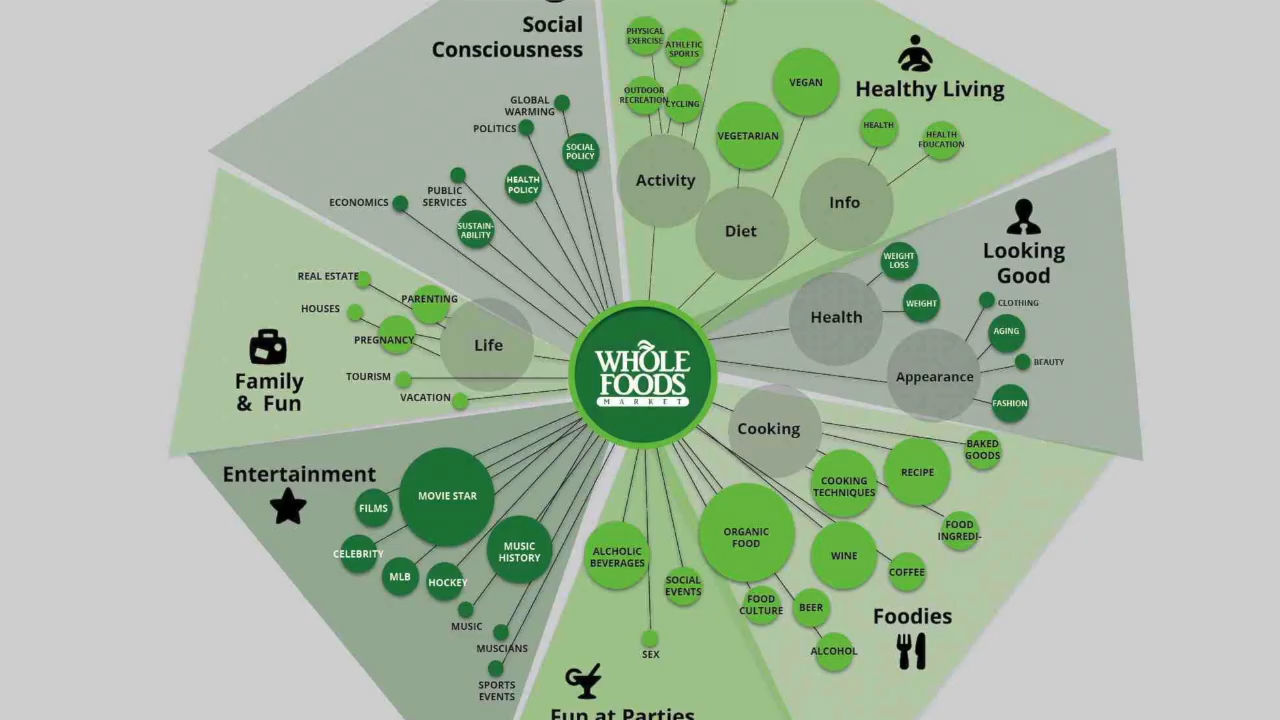 Social
Consciousness
GLOBAL
WARMING
POLITICS
SOCIAL
POLICY
HEALTH
POLICY
PUBLIC
SERVICES
ECONOMICS
SUSTAIN-
ABILITY
PHYSICAL
EXERCISE
ATHLETIC
SPORTS
OUTDOOR
RECREATION
CYCLING
Activity
VEGAN
VEGETARIAN
Diet
Healthy Living
HEALTH
HEALTH
EDUCATION
Info
Looking
Good
WEIGHT
LOSS
WEIGHT
Health
CLOTHING
AGING
BEAUTY
Appearance
FASHION
REAL ESTATE
PARENTING
HOUSES
PREGNANCY
Life
TOURISM
VACATION
Family
& Fun
WHOLE
FOODS
MARKET
Cooking
BAKED
GOODS
RECIPE
COOKING
TECHNIQUES
FOOD
INGREDI-
ORGANIC
FOOD
WINE
COFFEE
FOOD
CULTURE
BEER
ALCOHOL
Foodies
Entertainment
MOVIE STAR
FILMS
CELEBRITY
MLB
HOCKEY
MUSIC
HISTORY
MUSIC
MUSCIANS
SPORTS
EVENTS
ALCHOLIC
BEVERAGES
SOCIAL
EVENTS
SEX
Fun at Parties